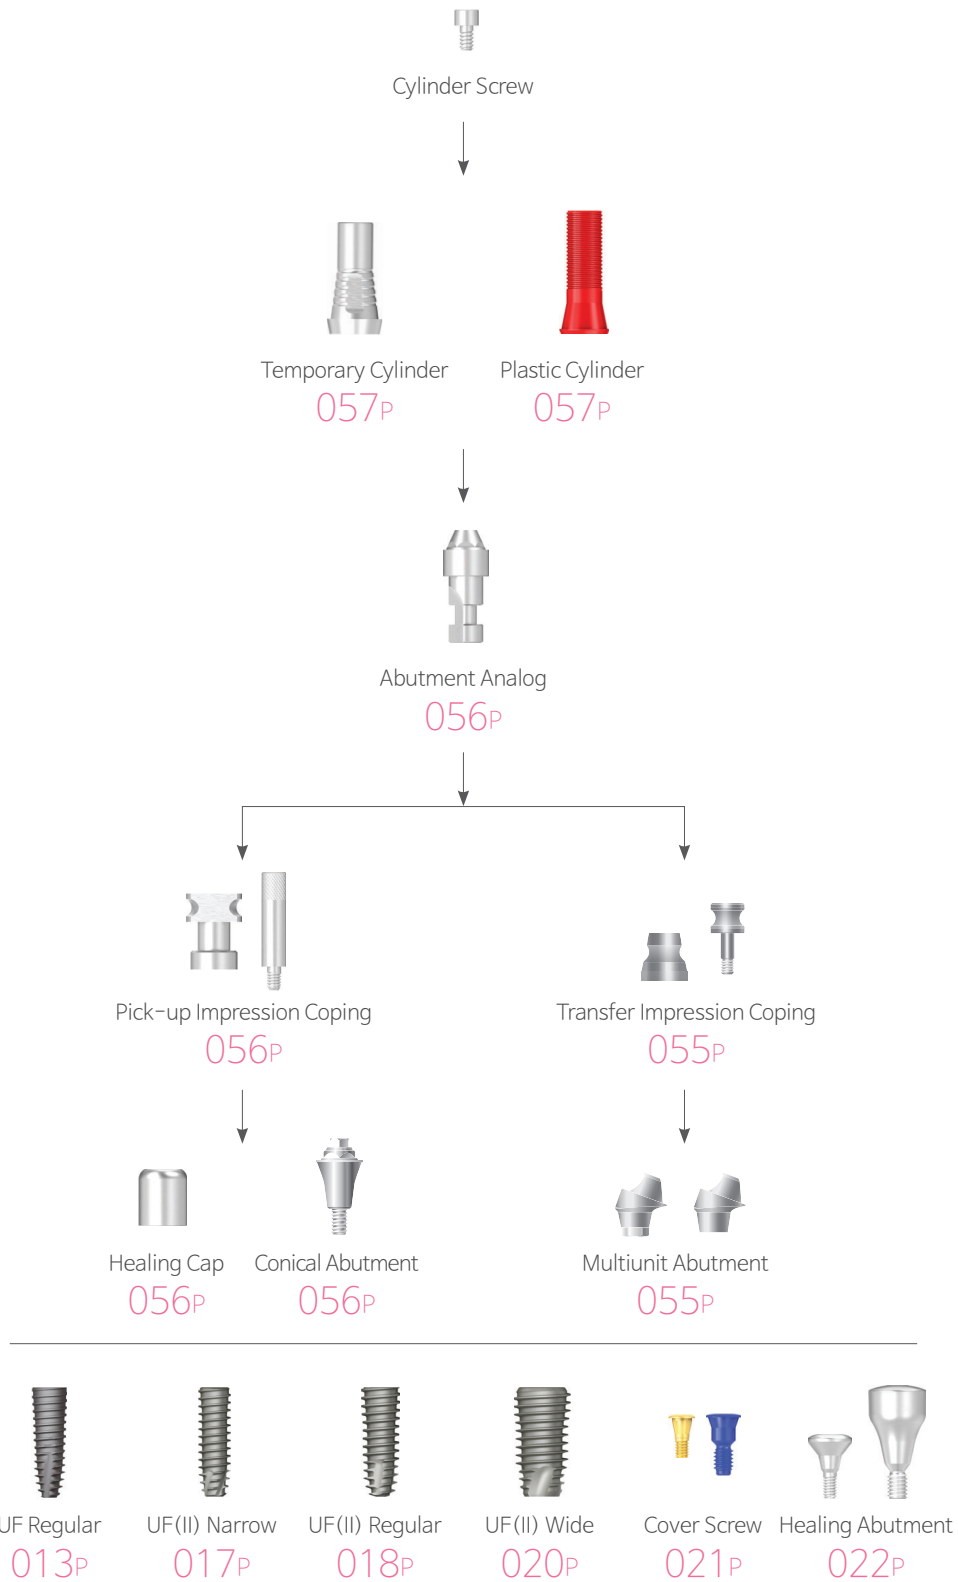 Cylinder Screw
Temporary Cylinder Plastic Cylinder
057P 057P
Abutment Analog
056P
Pick-up Impression Coping Transfer Impression Coping
056P 055P
Healing Cap Conical Abutment Multiunit Abutment
056P 056P 055P
UF Regular UF(II) Narrow UF(II) Regular UF(II) Wide Cover Screw Healing Abutment
013P 017P 018P 020P 021P 022P